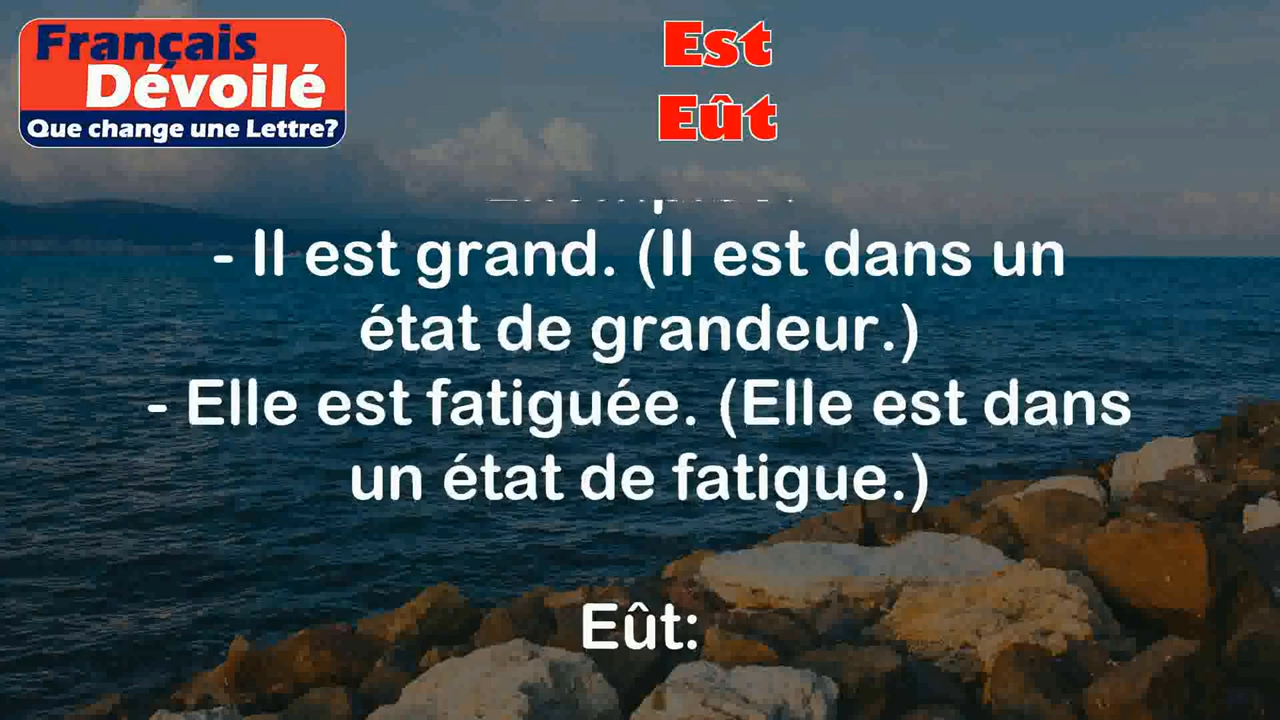 Français
Dévoilé
Que change une Lettre?
Est
Eût
- Il est grand. (Il est dans un
état de grandeur.)
- Elle est fatiguée. (Elle est dans
un état de fatigue.)
Eût: